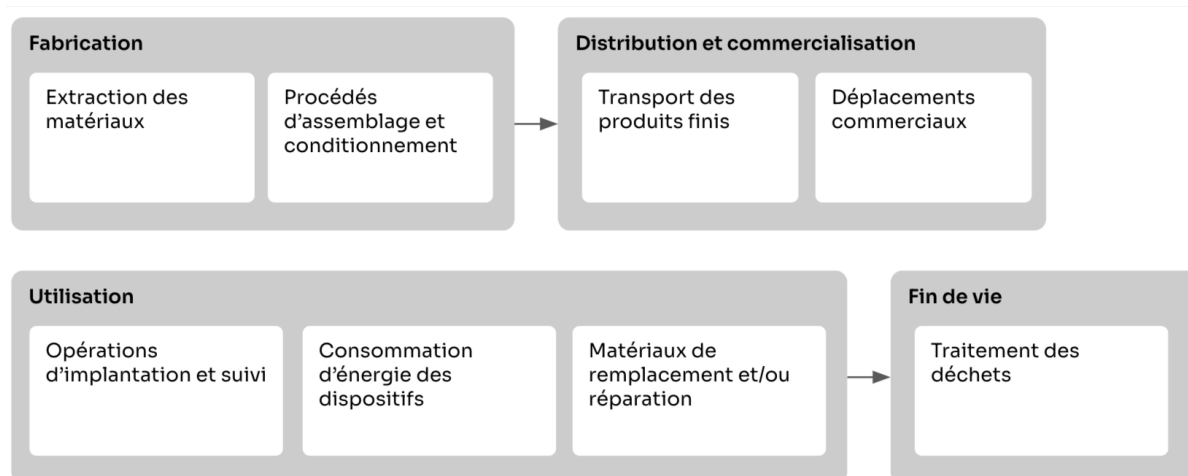 Fabrication
Extraction des
matériaux
Procédés
d’assemblage et
conditionnement
Distribution et commercialisation
Transport des
produits finis
Déplacements
commerciaux
Utilisation
Opérations
d’implantation et suivi
Consommation
d’énergie des
dispositifs
Matériaux de
remplacement et/ou
réparation
Fin de vie
Traitement des
déchets